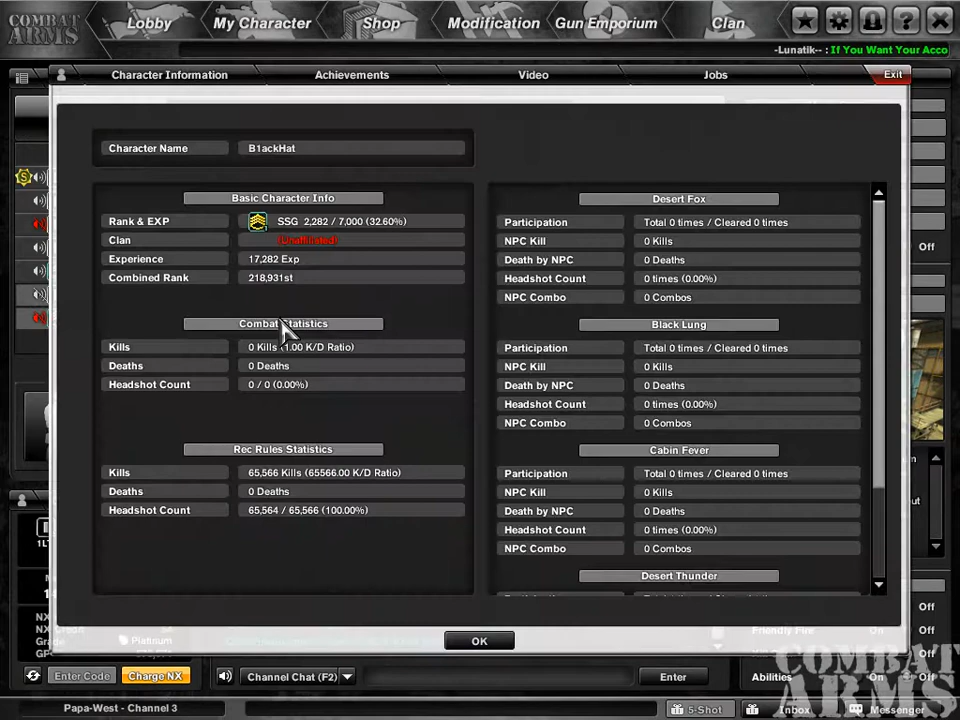 COMBAT ARMS
Lobby My Character Shop Modification Gun Emporium Clan
-Lunatik-- : If You Want Your Acco
Character Information Achievements Video Jobs Exit
Character Name B1ackHat
Basic Character Info
Rank & EXP SSG 2,282 / 7,000 (32.60%)
Clan (Unaffiliated)
Experience 17,282 Exp
Combined Rank 218,931st
Combat Statistics
Kills 0 Kills (1.00 K/D Ratio)
Deaths 0 Deaths
Headshot Count 0 / 0 (0.00%)
Rec Rules Statistics
Kills 65,566 Kills (65566.00 K/D Ratio)
Deaths 0 Deaths
Headshot Count 65,564 / 65,566 (100.00%)
Desert Fox
Participation Total 0 times / Cleared 0 times
NPC Kill 0 Kills
Death by NPC 0 Deaths
Headshot Count 0 times (0.00%)
NPC Combo 0 Combos
Black Lung
Participation Total 0 times / Cleared 0 times
NPC Kill 0 Kills
Death by NPC 0 Deaths
Headshot Count 0 times (0.00%)
NPC Combo 0 Combos
Cabin Fever
Participation Total 0 times / Cleared 0 times
NPC Kill 0 Kills
Death by NPC 0 Deaths
Headshot Count 0 times (0.00%)
NPC Combo 0 Combos
Desert Thunder
Off
Off
Off
Off
OK
Platinum
Friendly Fire On
Abilities On Off
Enter Code Charge NX Channel Chat (F2) Enter
Papa-West - Channel 3 5-Shot Inbox Messenger
COMBAT ARMS